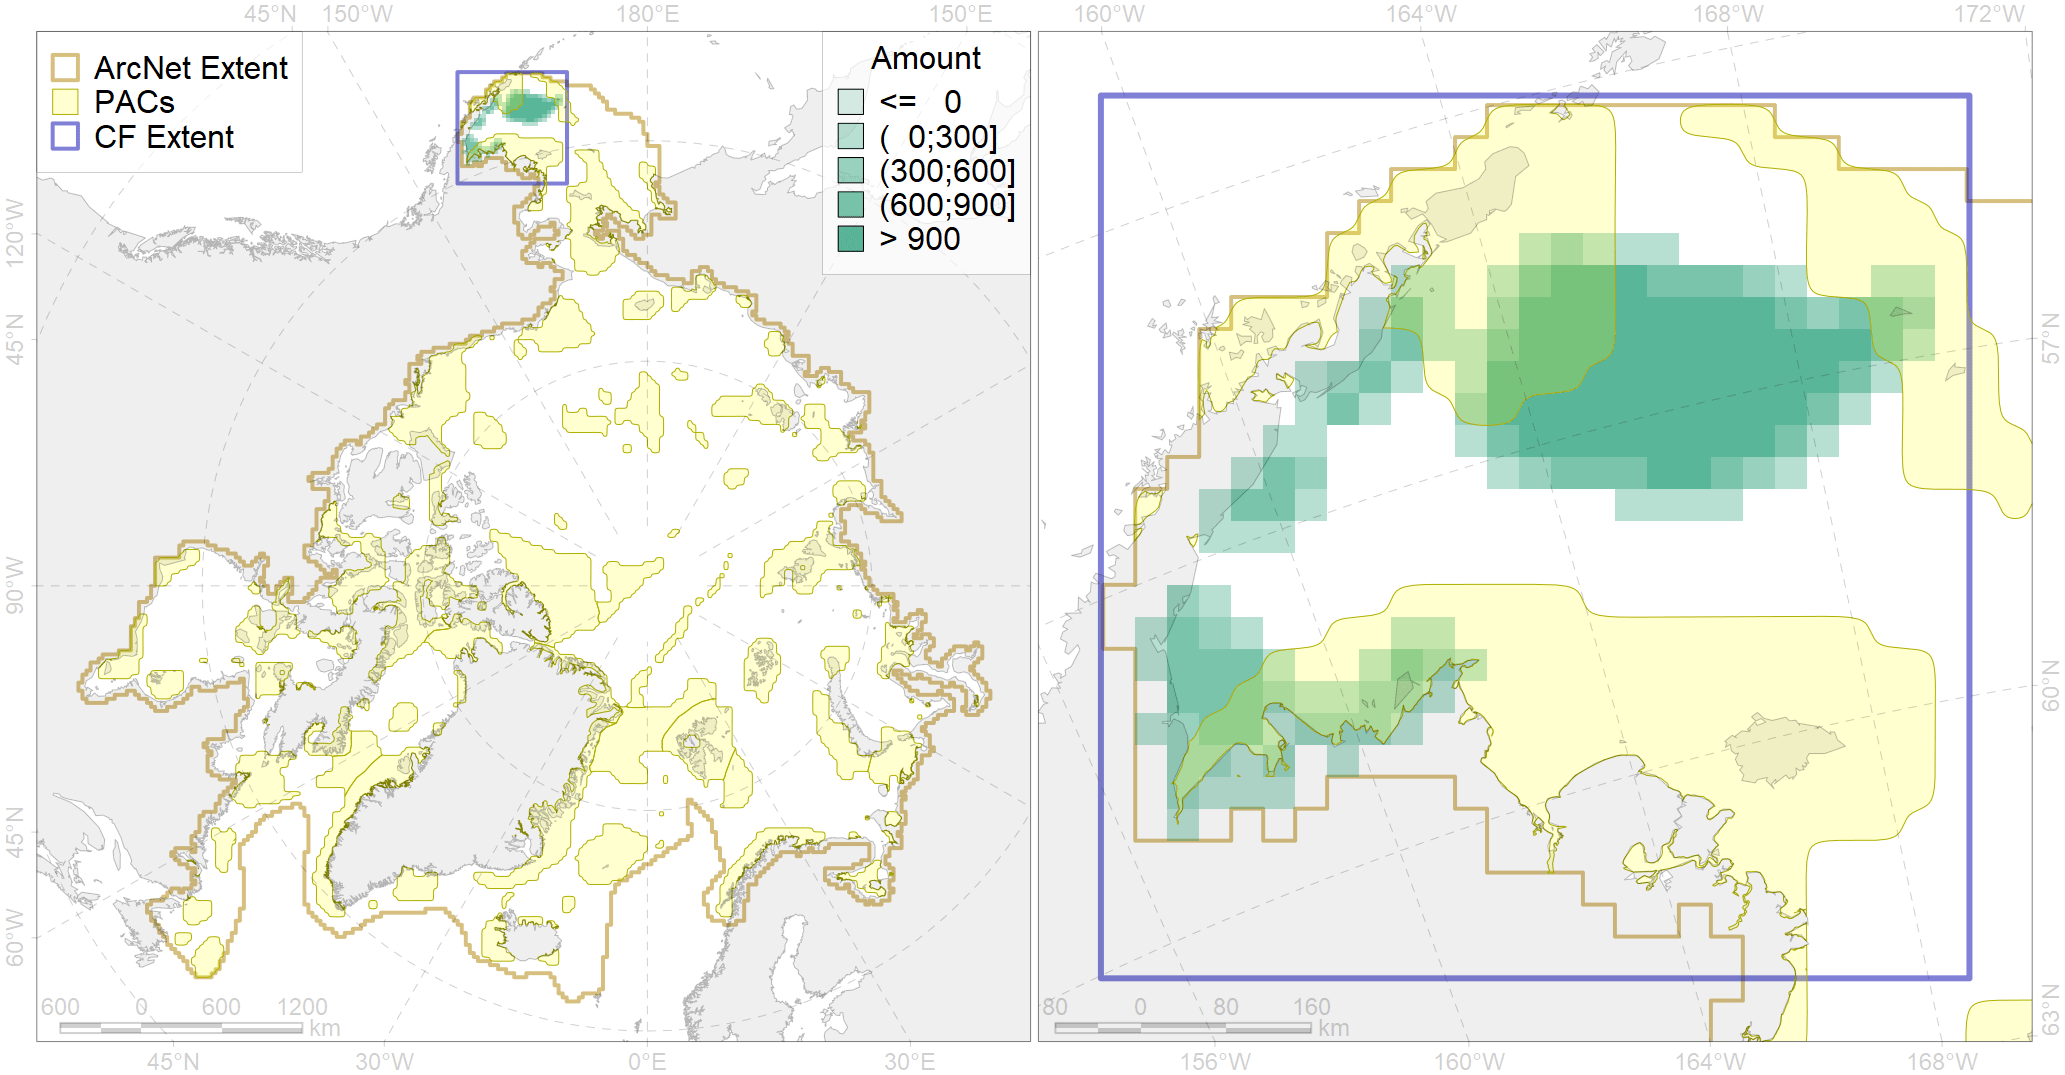 45°N 150°W 180°E 150°E 160°W 164°W 168°W 172°W
ArcNet Extent
PACs
CF Extent
Amount
<= 0
( 0;300]
(300;600]
(600;900]
> 900
120°W
45°N
90°W
45°N
60°W
57°N
60°N
63°N
600 0 600 1200
km
80 0 80 160
km
45°N 30°W 0°E 30°E 156°W 160°W 164°W 168°W